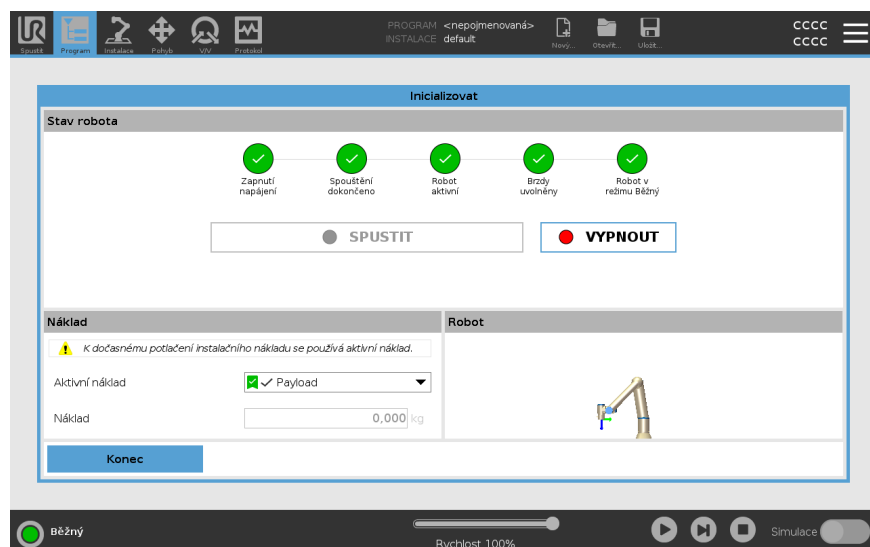 PROGRAM <nepojmenovaná>
INSTALACE default
CCCC
CCCC
Spustit
Program
Instalace
Pohyb
V/V
Protokol
Nový...
Otevřít...
Uložit...
Inicializovat
Stav robota
Zapnutí napájení
Spouštění dokončeno
Robot aktivní
Brzdy uvolněny
Robot v režimu Běžný
SPUSTIT
VYPNOUT
Náklad
Robot
K dočasnému potlačení instalačního nákladu se používá aktivní náklad.
Aktivní náklad
Payload
Náklad
0,000 kg
Konec
Běžný
Rychlost 100%
Simulace